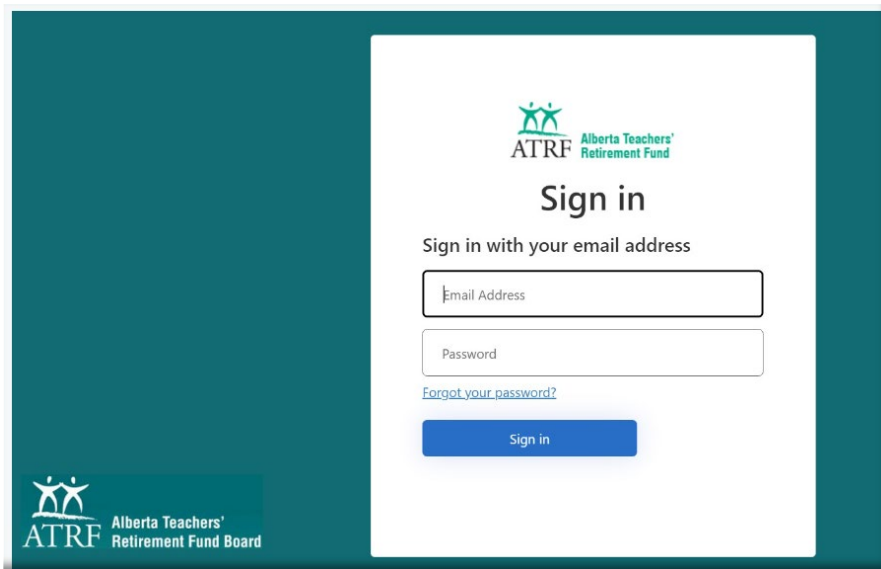 ATRF
Alberta Teachers'
Retirement Fund
Sign in
Sign in with your email address
Email Address
Password
Forgot your password?
Sign in
ATRF
Alberta Teachers'
Retirement Fund Board